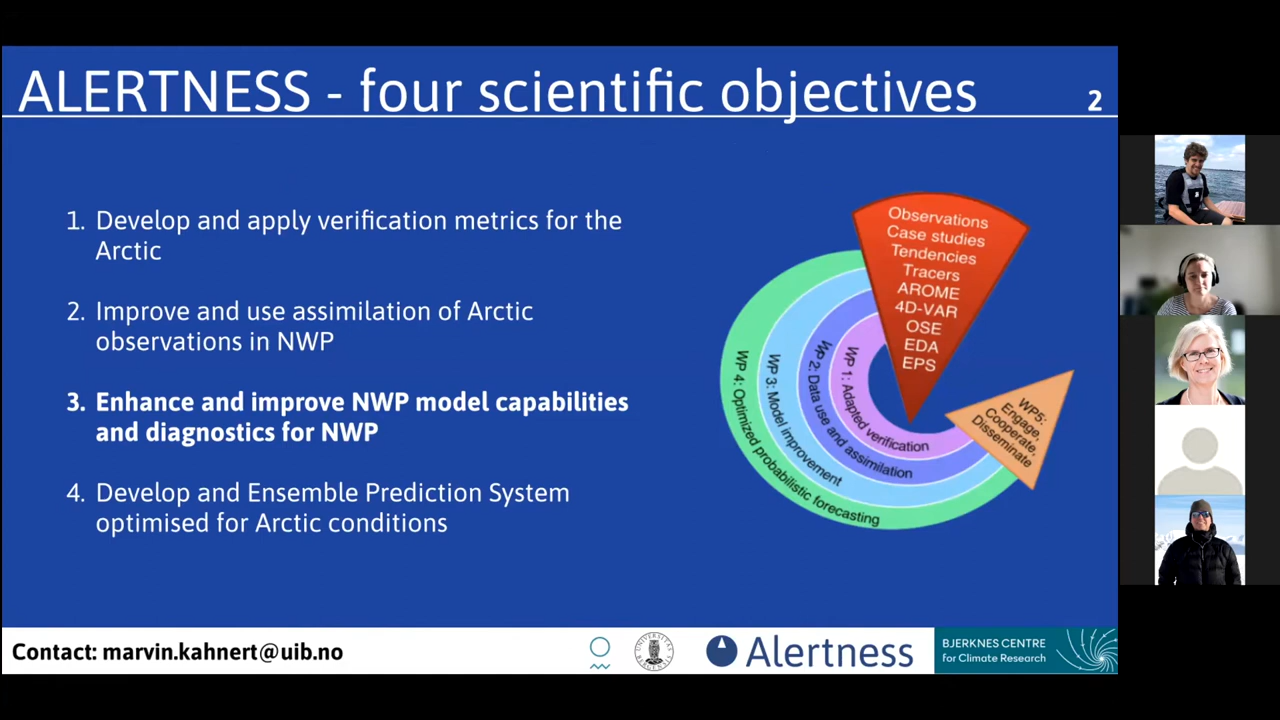 ALERTNESS - four scientific objectives
2
1. Develop and apply verification metrics for the
Arctic
2. Improve and use assimilation of Arctic
observations in NWP
3. Enhance and improve NWP model capabilities
and diagnostics for NWP
4. Develop and Ensemble Prediction System
optimised for Arctic conditions
Observations
Case studies
Tendencies
Tracers
AROME
4D-VAR
OSE
EDA
EPS
WP 1: Adapted verification
WP 2: Data use and assimilation
WP 3: Model improvement
WP 4: Optimized probabilistic forecasting
WP5:
Engage,
Cooperate,
Disseminate
Contact: marvin.kahnert@uib.no
Alertness
BJERKNES CENTRE
for Climate Research